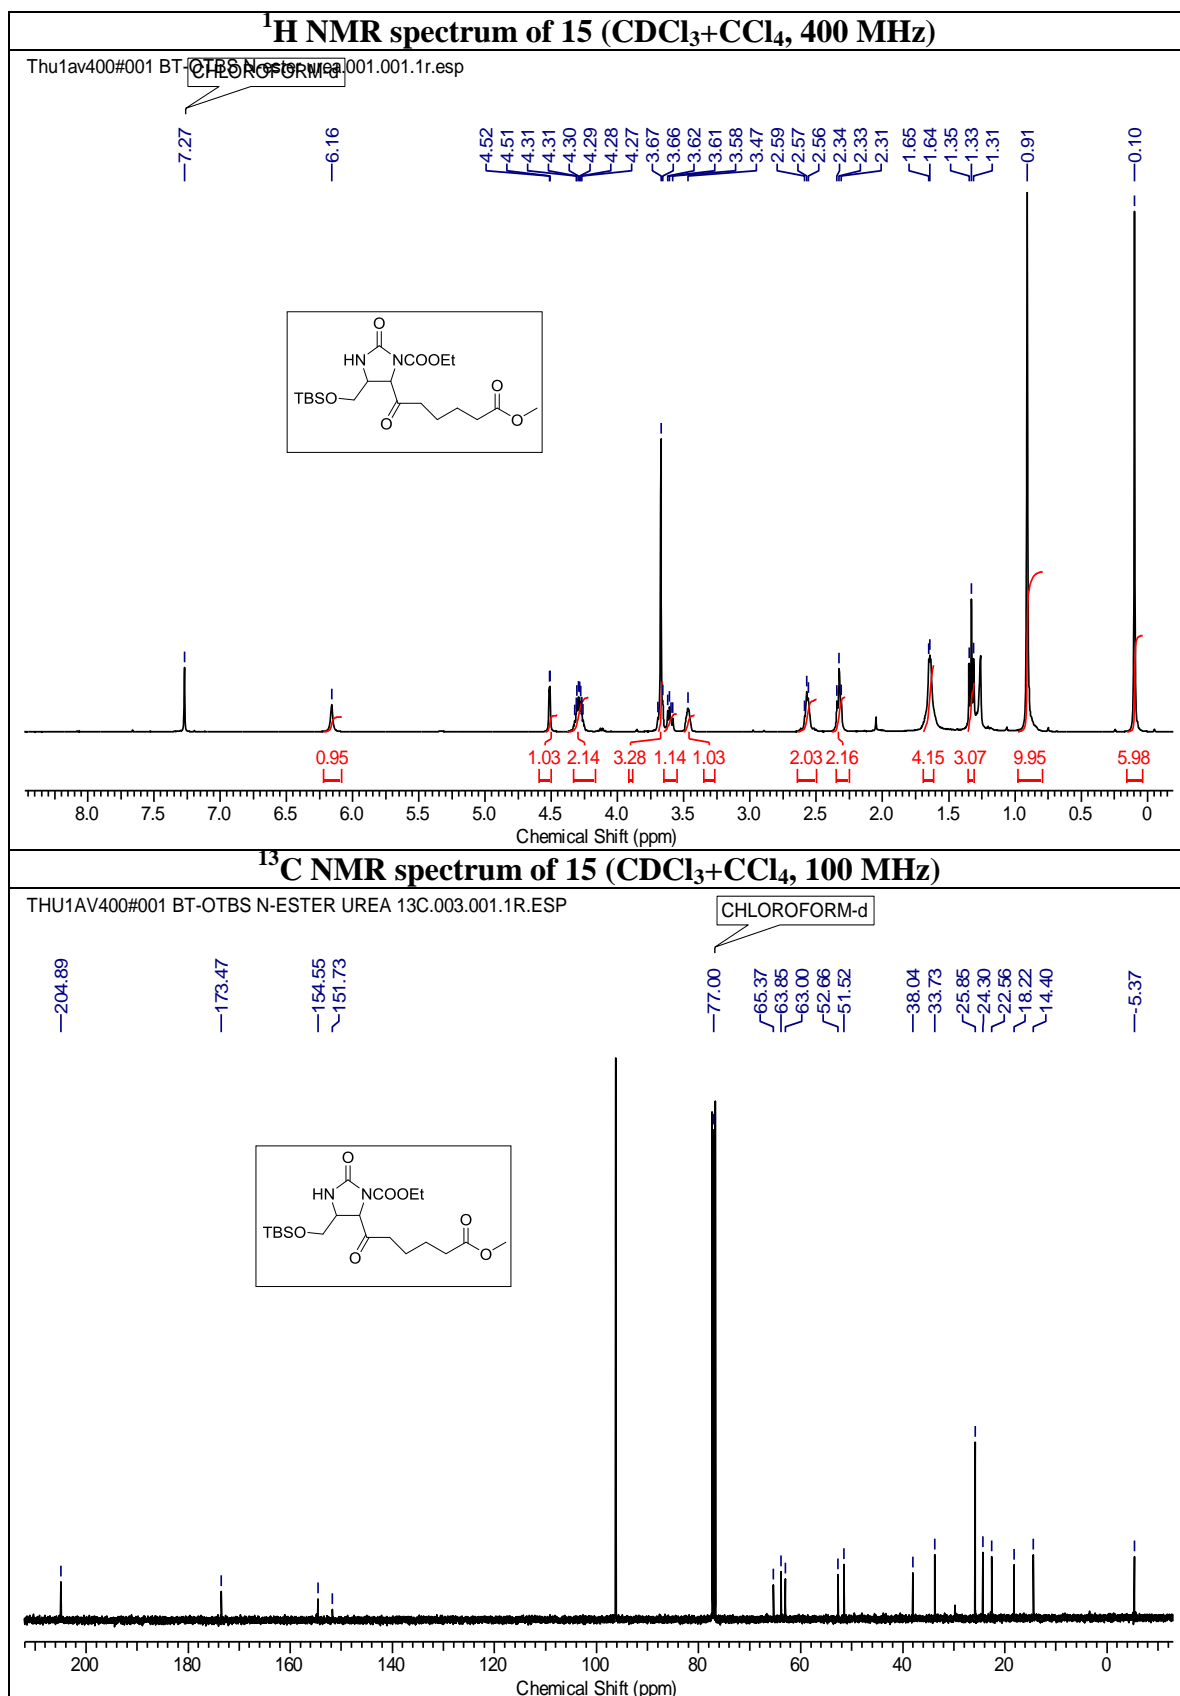 ¹H NMR spectrum of 15 (CDCl₃+CCl₄, 400 MHz)
Thu1av400#001 BT-OTBS N-ester urea.001.001.1r.esp
CHLOROFORM-d
7.27
6.16
4.52
4.51
4.31
4.31
4.30
4.29
4.28
4.27
3.67
3.66
3.62
3.61
3.58
3.47
2.59
2.57
2.56
2.34
2.33
2.31
1.65
1.64
1.35
1.33
1.31
0.91
0.10
O
HN
NCOOEt
TBSO
O
O
O
0.95 1.03 2.14 3.28 1.14 1.03 2.03 2.16 4.15 3.07 9.95 5.98
8.0 7.5 7.0 6.5 6.0 5.5 5.0 4.5 4.0 3.5 3.0 2.5 2.0 1.5 1.0 0.5 0
Chemical Shift (ppm)
¹³C NMR spectrum of 15 (CDCl₃+CCl₄, 100 MHz)
THU1AV400#001 BT-OTBS N-ESTER UREA 13C.003.001.1R.ESP
CHLOROFORM-d
204.89
173.47
154.55
151.73
77.00
65.37
63.85
63.00
52.66
51.52
38.04
33.73
25.85
24.30
22.56
18.22
14.40
-5.37
O
HN
NCOOEt
TBSO
O
O
O
200 180 160 140 120 100 80 60 40 20 0
Chemical Shift (ppm)